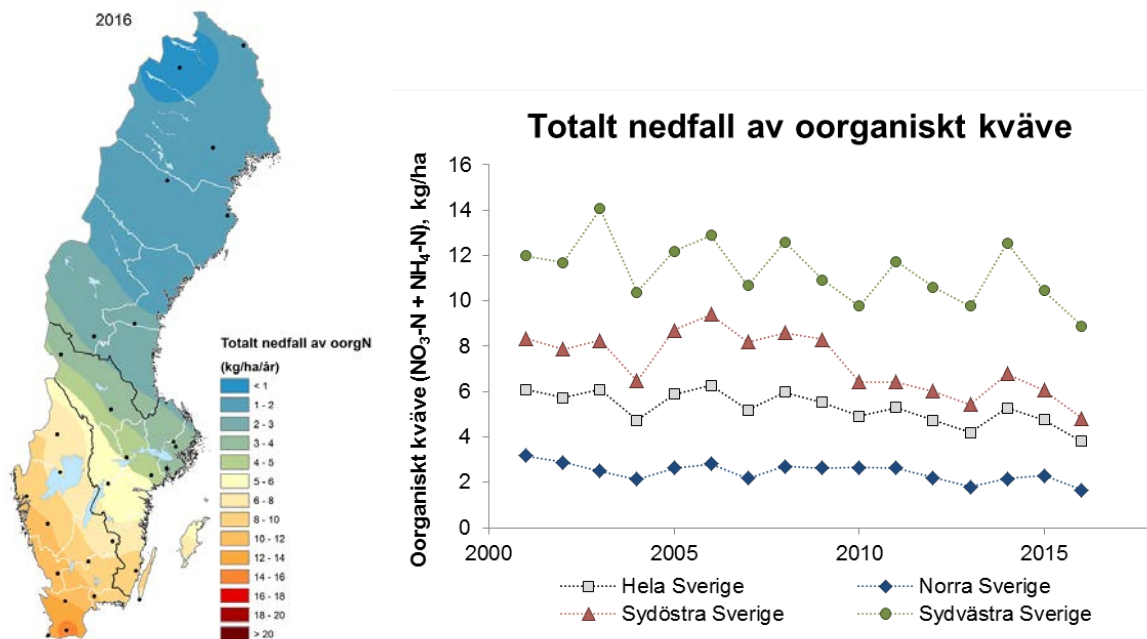 2016
Totalt nedfall av oorgN
(kg/ha/år)
< 1
1 - 2
2 - 3
3 - 4
4 - 5
5 - 6
6 - 8
8 - 10
10 - 12
12 - 14
14 - 16
16 - 18
18 - 20
> 20
Totalt nedfall av oorganiskt kväve
Oorganiskt kväve (NO₃-N + NH₄-N), kg/ha
16
14
12
10
8
6
4
2
0
2000
2005
2010
2015
Hela Sverige
Norra Sverige
Sydöstra Sverige
Sydvästra Sverige